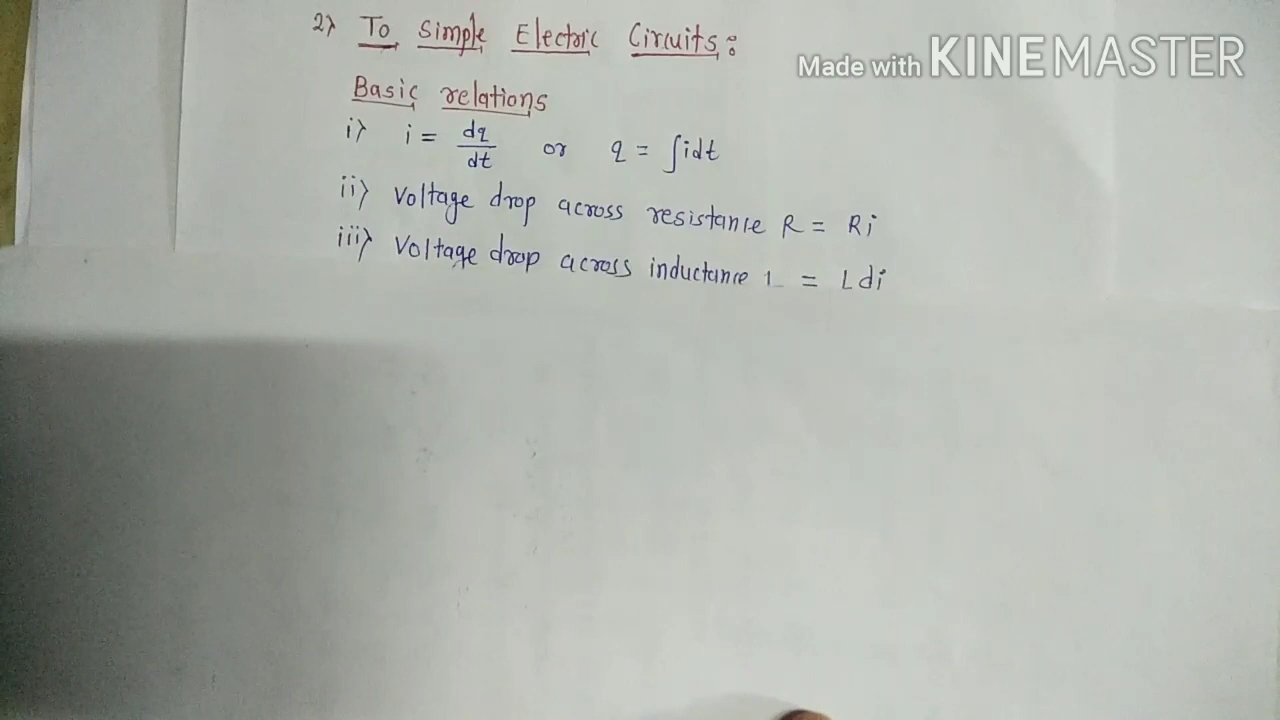 2) To Simple Electric Circuits:
Made with KINEMASTER
Basic relations
i) i = dq/dt or q = ∫idt
ii) Voltage drop across resistance R = Ri
iii) Voltage drop across inductance L = L di